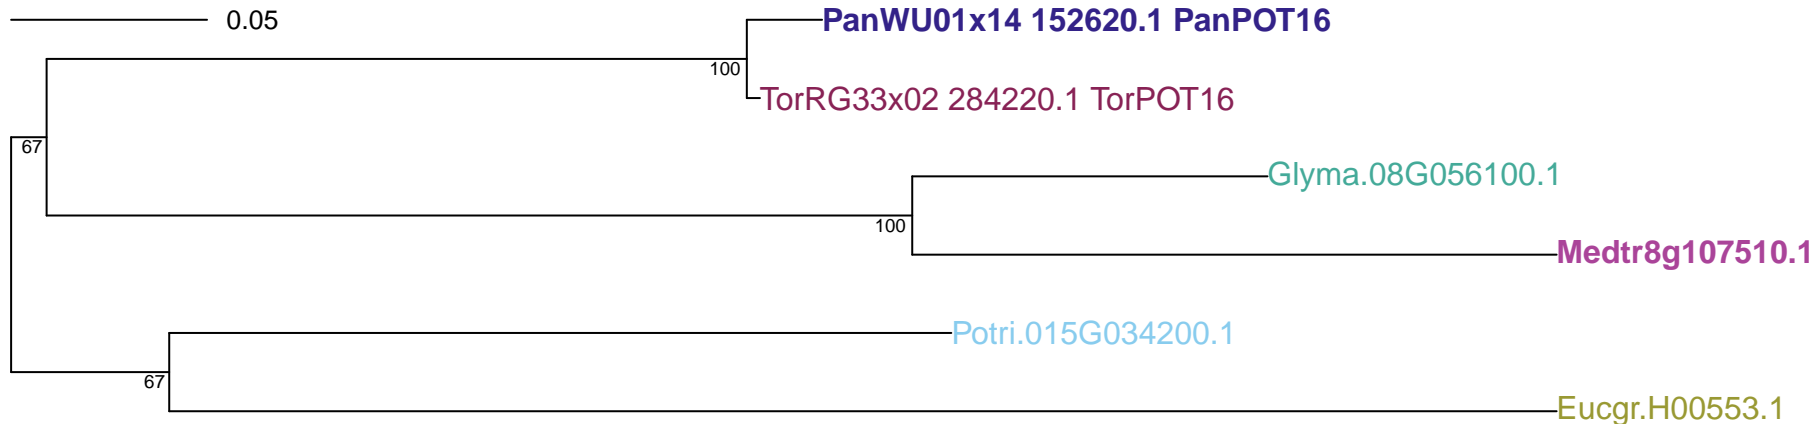 0.05
PanWU01x14 152620.1 PanPOT16
100
TorRG33x02 284220.1 TorPOT16
67
Glyma.08G056100.1
100
Medtr8g107510.1
Potri.015G034200.1
67
Eucgr.H00553.1